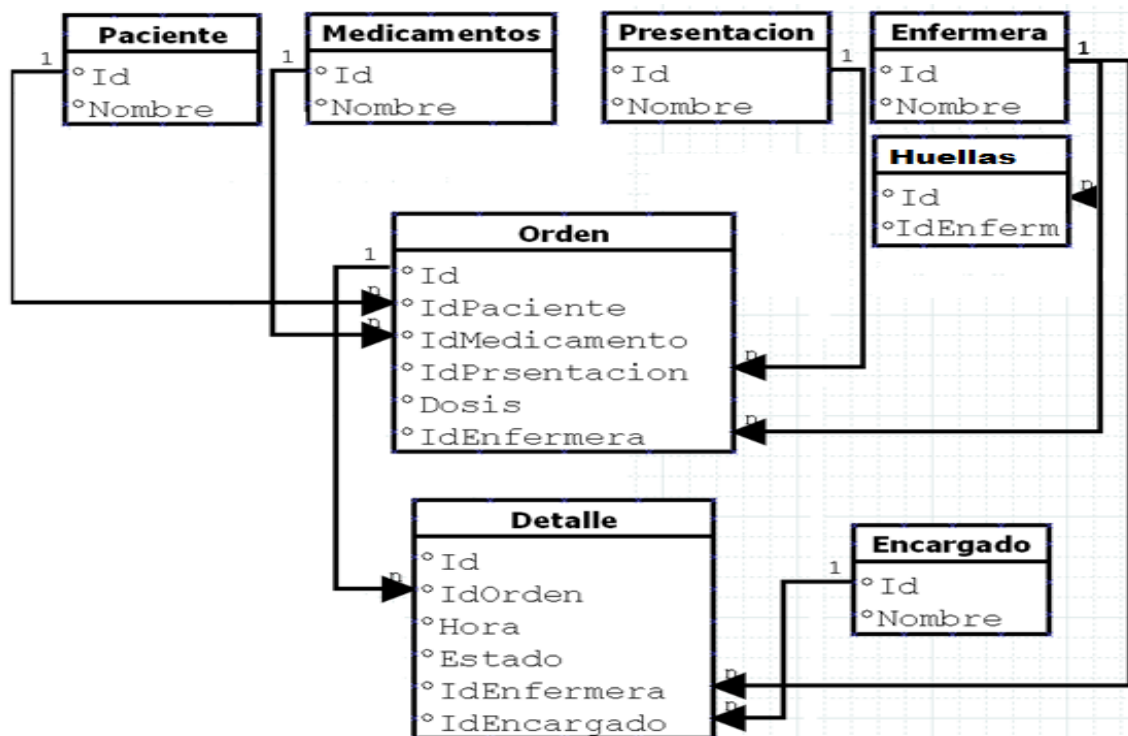 Paciente
1
Id
Nombre
Medicamentos
1
Id
Nombre
Presentacion
1
Id
Nombre
Enfermera
1
Id
Nombre
Huellas
n
Id
IdEnferm
Orden
1
Id
n
IdPaciente
n
IdMedicamento
n
IdPrsentacion
Dosis
n
IdEnfermera
Detalle
Id
n
IdOrden
Hora
Estado
n
IdEnfermera
n
IdEncargado
Encargado
1
Id
Nombre